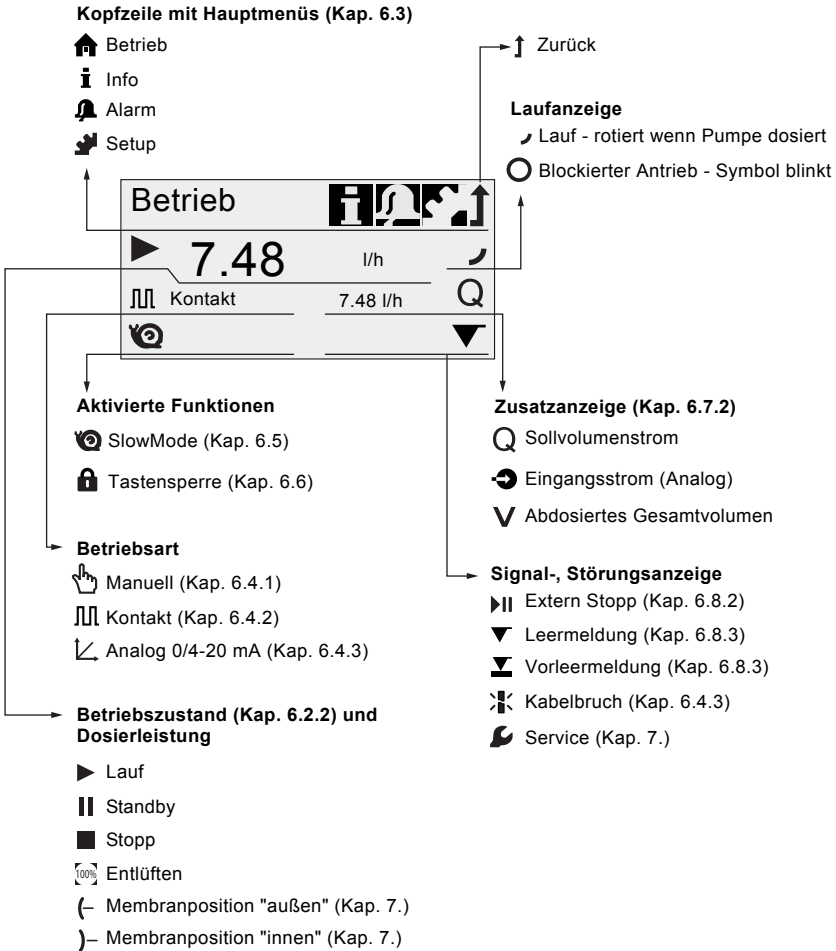 Kopfzeile mit Hauptmenüs (Kap. 6.3)
Betrieb
Info
Alarm
Setup
Zurück
Laufanzeige
Lauf - rotiert wenn Pumpe dosiert
Blockierter Antrieb - Symbol blinkt
Betrieb
7.48 l/h
Kontakt 7.48 l/h Q
Aktivierte Funktionen
SlowMode (Kap. 6.5)
Tastensperre (Kap. 6.6)
Betriebsart
Manuell (Kap. 6.4.1)
Kontakt (Kap. 6.4.2)
Analog 0/4-20 mA (Kap. 6.4.3)
Betriebszustand (Kap. 6.2.2) und
Dosierleistung
Lauf
Standby
Stopp
100% Entlüften
Membranposition "außen" (Kap. 7.)
Membranposition "innen" (Kap. 7.)
Zusatzanzeige (Kap. 6.7.2)
Q Sollvolumenstrom
Eingangsstrom (Analog)
V Abdosiertes Gesamtvolumen
Signal-, Störungsanzeige
Extern Stopp (Kap. 6.8.2)
Leermeldung (Kap. 6.8.3)
Vorleermeldung (Kap. 6.8.3)
Kabelbruch (Kap. 6.4.3)
Service (Kap. 7.)